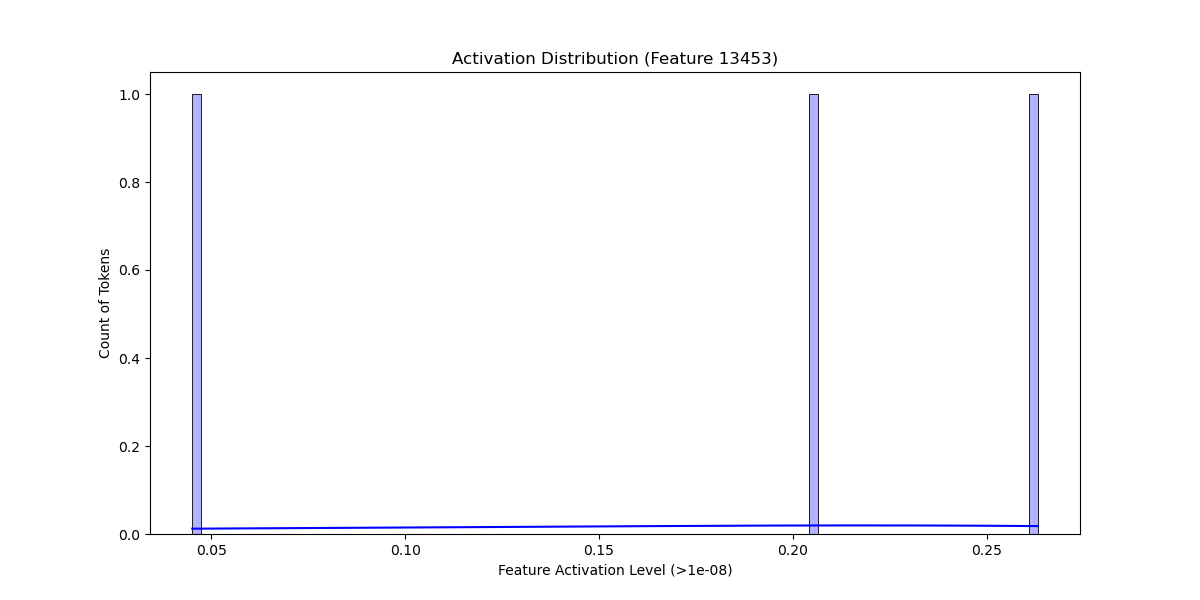 Activation Distribution (Feature 13453)
1.0
0.8
0.6
0.4
0.2
0.0
Count of Tokens
0.05 0.10 0.15 0.20 0.25
Feature Activation Level (>1e-08)